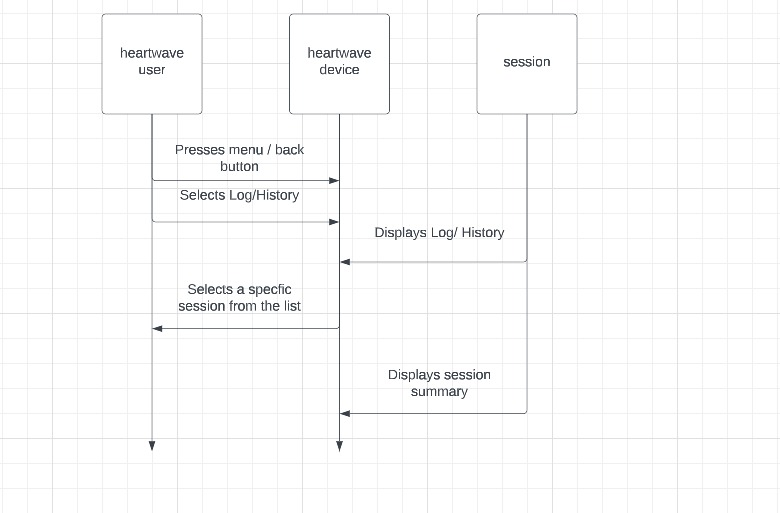 heartwave
user
heartwave
device
session
Presses menu / back
button
Selects Log/History
Displays Log/ History
Selects a specfic
session from the list
Displays session
summary